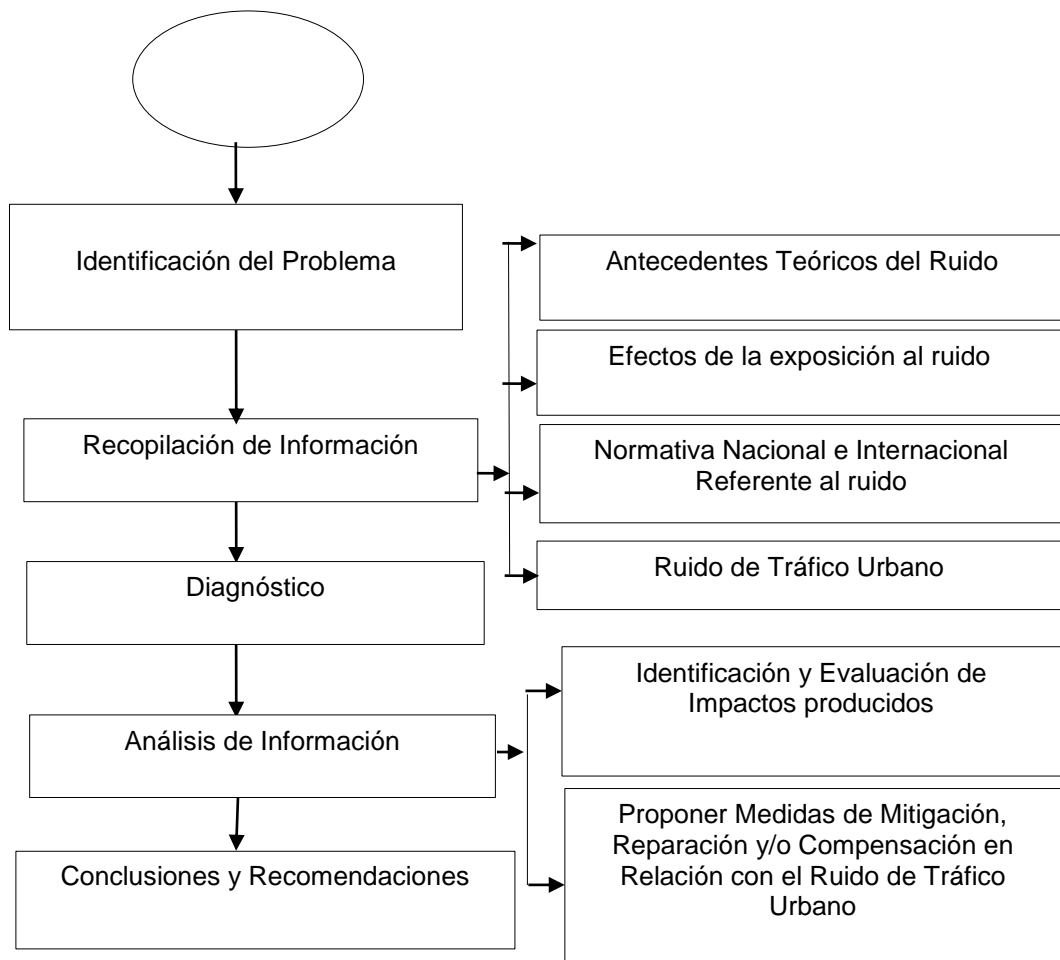 Identificación del Problema
Antecedentes Teóricos del Ruido
Efectos de la exposición al ruido
Recopilación de Información
Normativa Nacional e Internacional
Referente al ruido
Ruido de Tráfico Urbano
Diagnóstico
Identificación y Evaluación de
Impactos producidos
Análisis de Información
Proponer Medidas de Mitigación,
Reparación y/o Compensación en
Relación con el Ruido de Tráfico
Urbano
Conclusiones y Recomendaciones